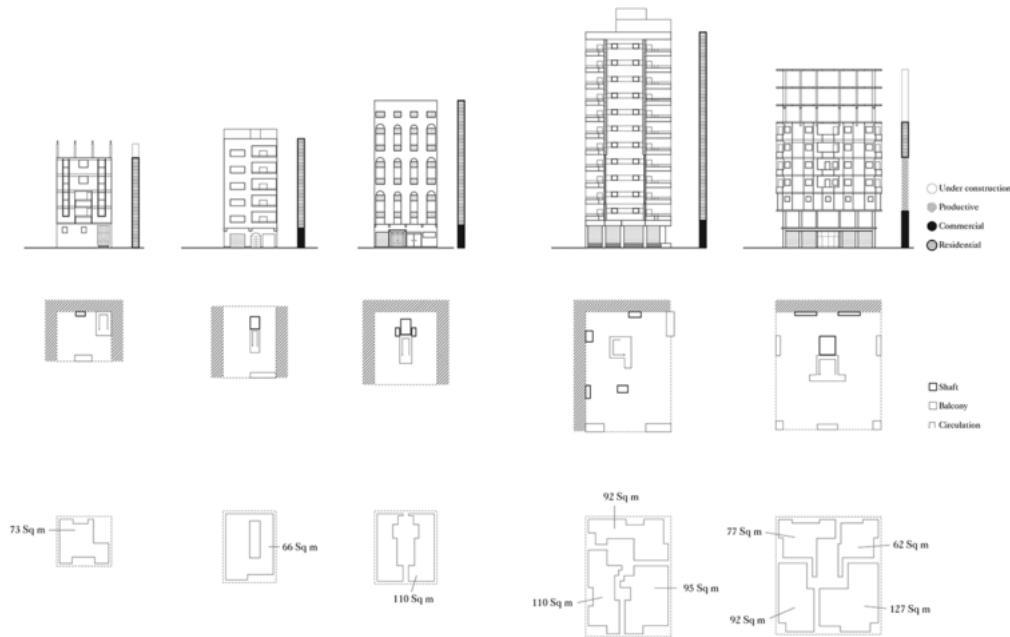 Under construction
Productive
Commercial
Residential
Shaft
Balcony
Circulation
73 Sq m
66 Sq m
110 Sq m
92 Sq m
110 Sq m
95 Sq m
77 Sq m
62 Sq m
92 Sq m
127 Sq m